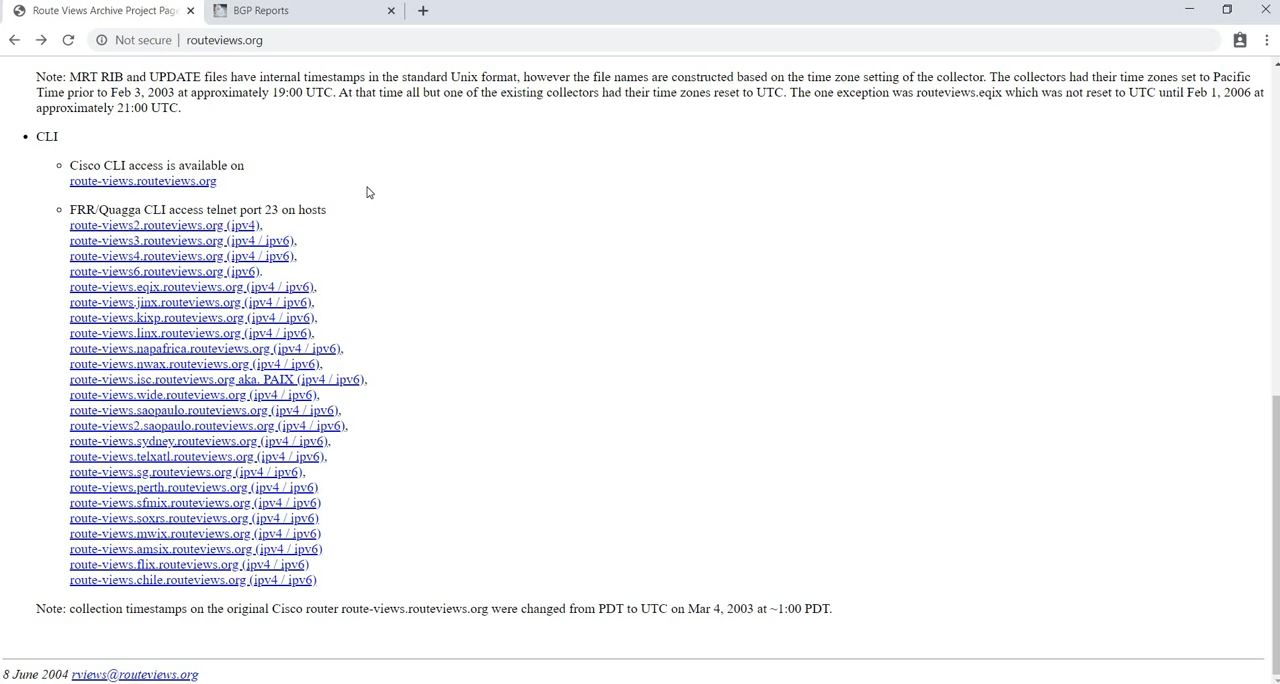 Route Views Archive Project Pag
BGP Reports
Not secure | routeviews.org
Note: MRT RIB and UPDATE files have internal timestamps in the standard Unix format, however the file names are constructed based on the time zone setting of the collector. The collectors had their time zones set to Pacific
Time prior to Feb 3, 2003 at approximately 19:00 UTC. At that time all but one of the existing collectors had their time zones reset to UTC. The one exception was routeviews.eqix which was not reset to UTC until Feb 1, 2006 at
approximately 21:00 UTC.
• CLI
Cisco CLI access is available on
route-views.routeviews.org
FRR/Quagga CLI access telnet port 23 on hosts
route-views2.routeviews.org (ipv4),
route-views3.routeviews.org (ipv4 / ipv6),
route-views4.routeviews.org (ipv4 / ipv6),
route-views6.routeviews.org (ipv6).
route-views.eqix.routeviews.org (ipv4 / ipv6),
route-views.jinx.routeviews.org (ipv4 / ipv6),
route-views.kixp.routeviews.org (ipv4 / ipv6),
route-views.linx.routeviews.org (ipv4 / ipv6),
route-views.napafrica.routeviews.org (ipv4 / ipv6),
route-views.nwax.routeviews.org (ipv4 / ipv6),
route-views.isc.routeviews.org aka. PAIX (ipv4 / ipv6),
route-views.wide.routeviews.org (ipv4 / ipv6),
route-views.saopaulo.routeviews.org (ipv4 / ipv6),
route-views2.saopaulo.routeviews.org (ipv4 / ipv6),
route-views.sydney.routeviews.org (ipv4 / ipv6),
route-views.telxatl.routeviews.org (ipv4 / ipv6),
route-views.sg.routeviews.org (ipv4 / ipv6),
route-views.perth.routeviews.org (ipv4 / ipv6)
route-views.sfmix.routeviews.org (ipv4 / ipv6)
route-views.soxrs.routeviews.org (ipv4 / ipv6)
route-views.mwix.routeviews.org (ipv4 / ipv6)
route-views.amsix.routeviews.org (ipv4 / ipv6)
route-views.flix.routeviews.org (ipv4 / ipv6)
route-views.chile.routeviews.org (ipv4 / ipv6)
Note: collection timestamps on the original Cisco router route-views.routeviews.org were changed from PDT to UTC on Mar 4, 2003 at ~1:00 PDT.
8 June 2004 rviews@routeviews.org